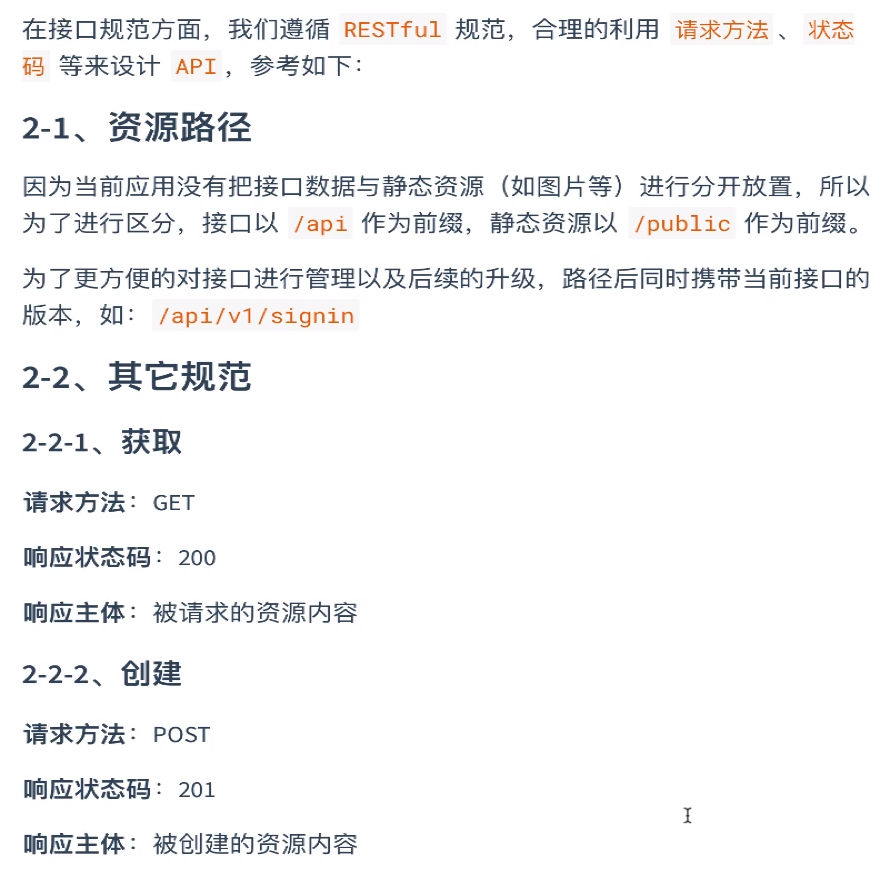 在接口规范方面，我们遵循 RESTful 规范，合理的利用 请求方法 、 状态
码 等来设计 API ，参考如下：
2-1、资源路径
因为当前应用没有把接口数据与静态资源（如图片等）进行分开放置，所以
为了进行区分，接口以 /api 作为前缀，静态资源以 /public 作为前缀。
为了更方便的对接口进行管理以及后续的升级，路径后同时携带当前接口的
版本，如： /api/v1/signin
2-2、其它规范
2-2-1、获取
请求方法：GET
响应状态码：200
响应主体：被请求的资源内容
2-2-2、创建
请求方法：POST
响应状态码：201
响应主体：被创建的资源内容